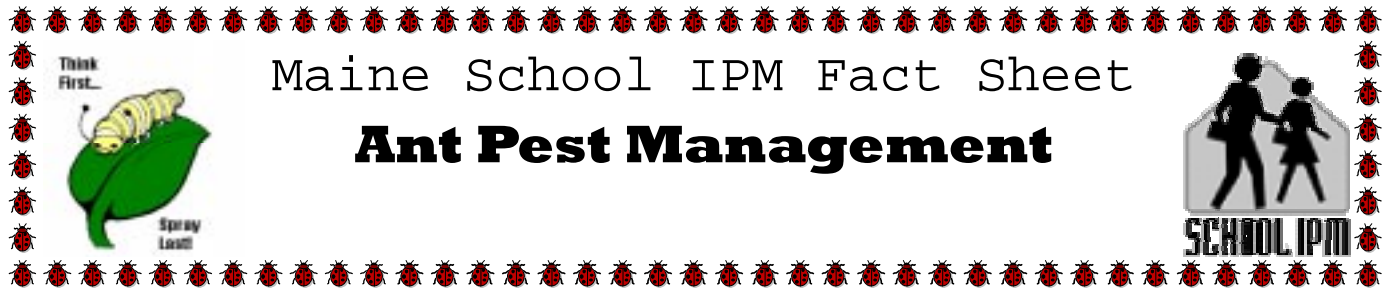 Think
First...
Maine School IPM Fact Sheet
Ant Pest Management
Spray
Last!
SCHOOL IPM